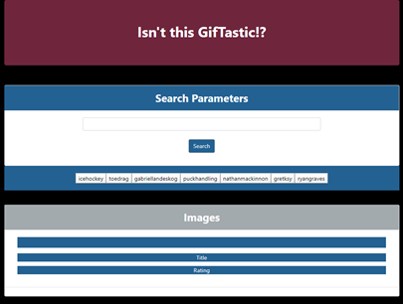 Isn't this GifTastic!?
Search Parameters
Search
icehockey toedrag gabriellandeskog puckhandling nathanmackinnon gretksy ryangraves
Images
Title
Rating